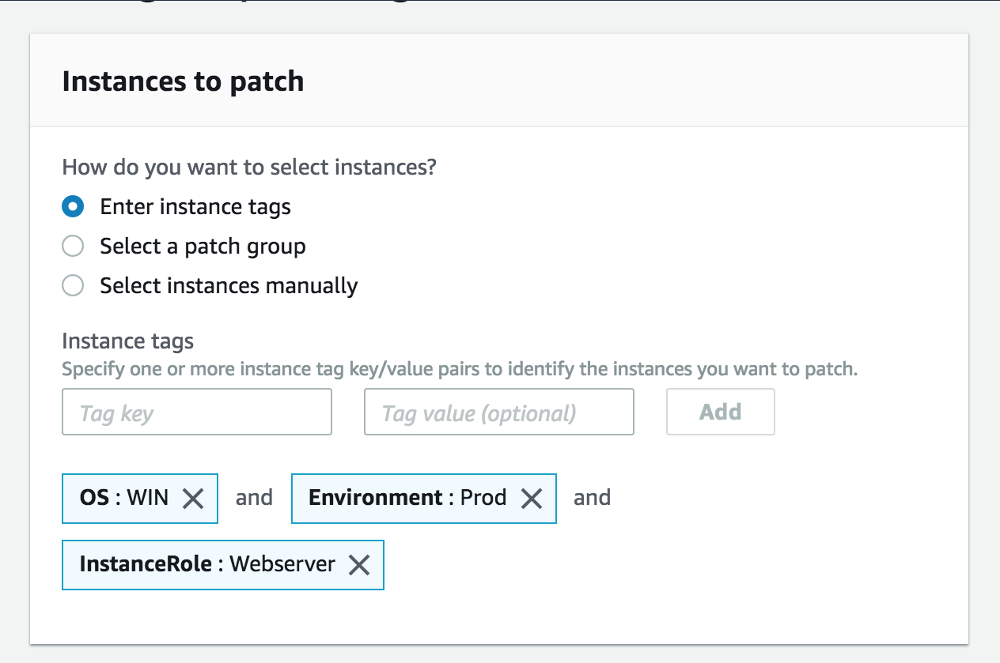 Instances to patch
How do you want to select instances?
Enter instance tags
Select a patch group
Select instances manually
Instance tags
Specify one or more instance tag key/value pairs to identify the instances you want to patch.
Tag key Tag value (optional) Add
OS : WIN and Environment : Prod and
InstanceRole : Webserver